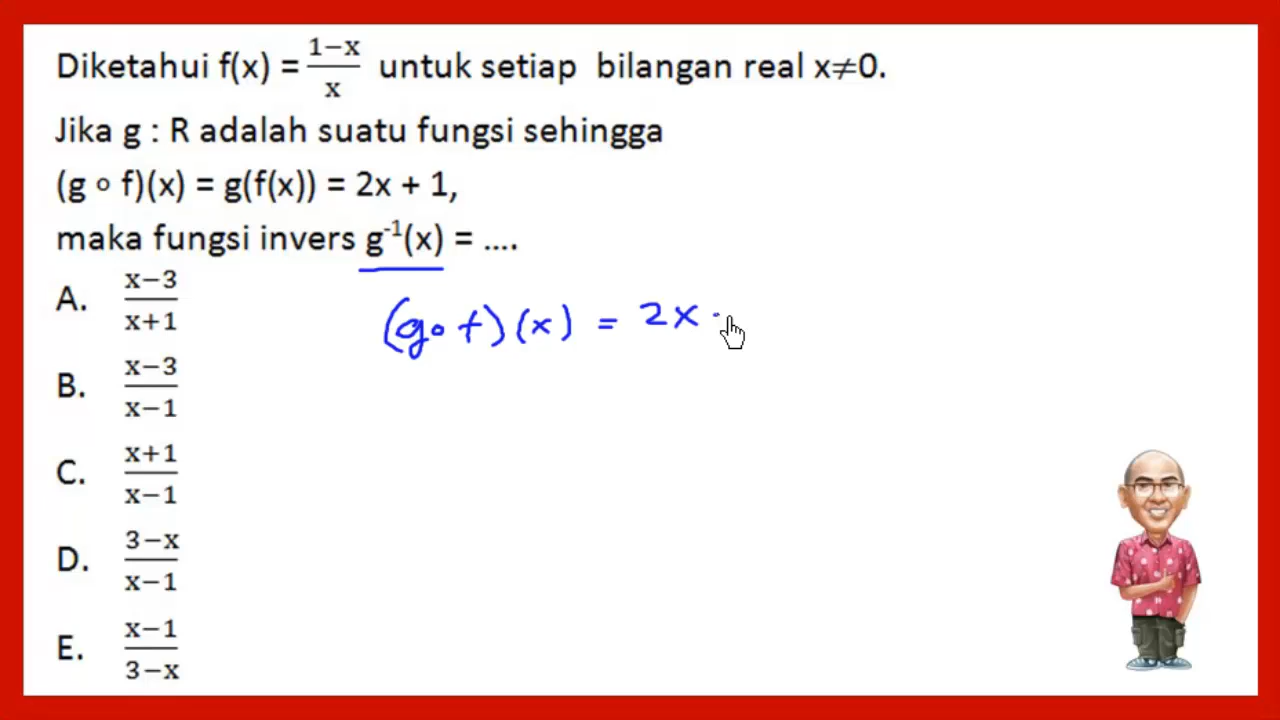 Diketahui f(x) = 1−x/x untuk setiap bilangan real x≠0.
Jika g : R adalah suatu fungsi sehingga
(g ∘ f)(x) = g(f(x)) = 2x + 1,
maka fungsi invers g⁻¹(x) = ....
A. x−3/x+1
(g∘f)(x) = 2x
B. x−3/x−1
C. x+1/x−1
D. 3−x/x−1
E. x−1/3−x